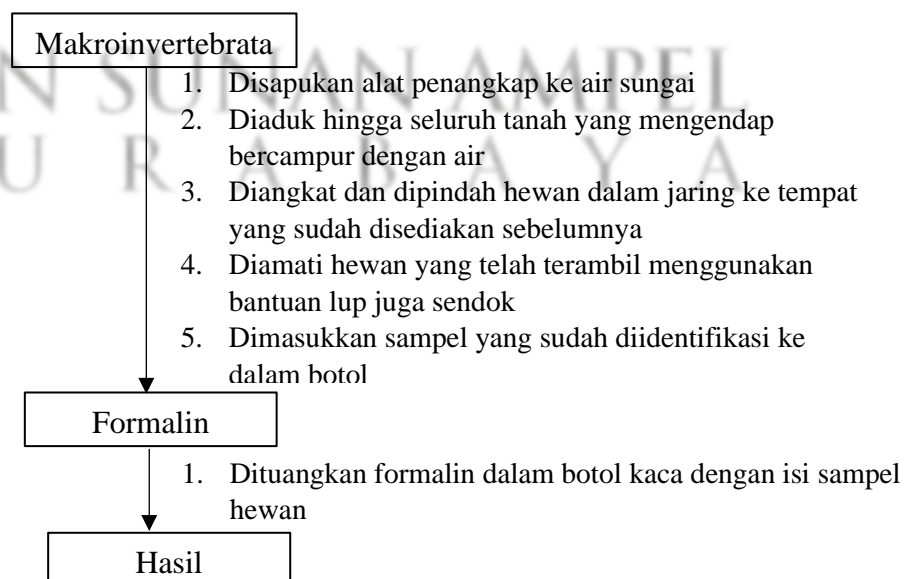 Makroinvertebrata
N SUNAN AMPEL
1. Disapukan alat penangkap ke air sungai
2. Diaduk hingga seluruh tanah yang mengendap
bercampur dengan air
U R A B A Y A
3. Diangkat dan dipindah hewan dalam jaring ke tempat
yang sudah disediakan sebelumnya
4. Diamati hewan yang telah terambil menggunakan
bantuan lup juga sendok
5. Dimasukkan sampel yang sudah diidentifikasi ke
dalam botol
Formalin
1. Dituangkan formalin dalam botol kaca dengan isi sampel
hewan
Hasil